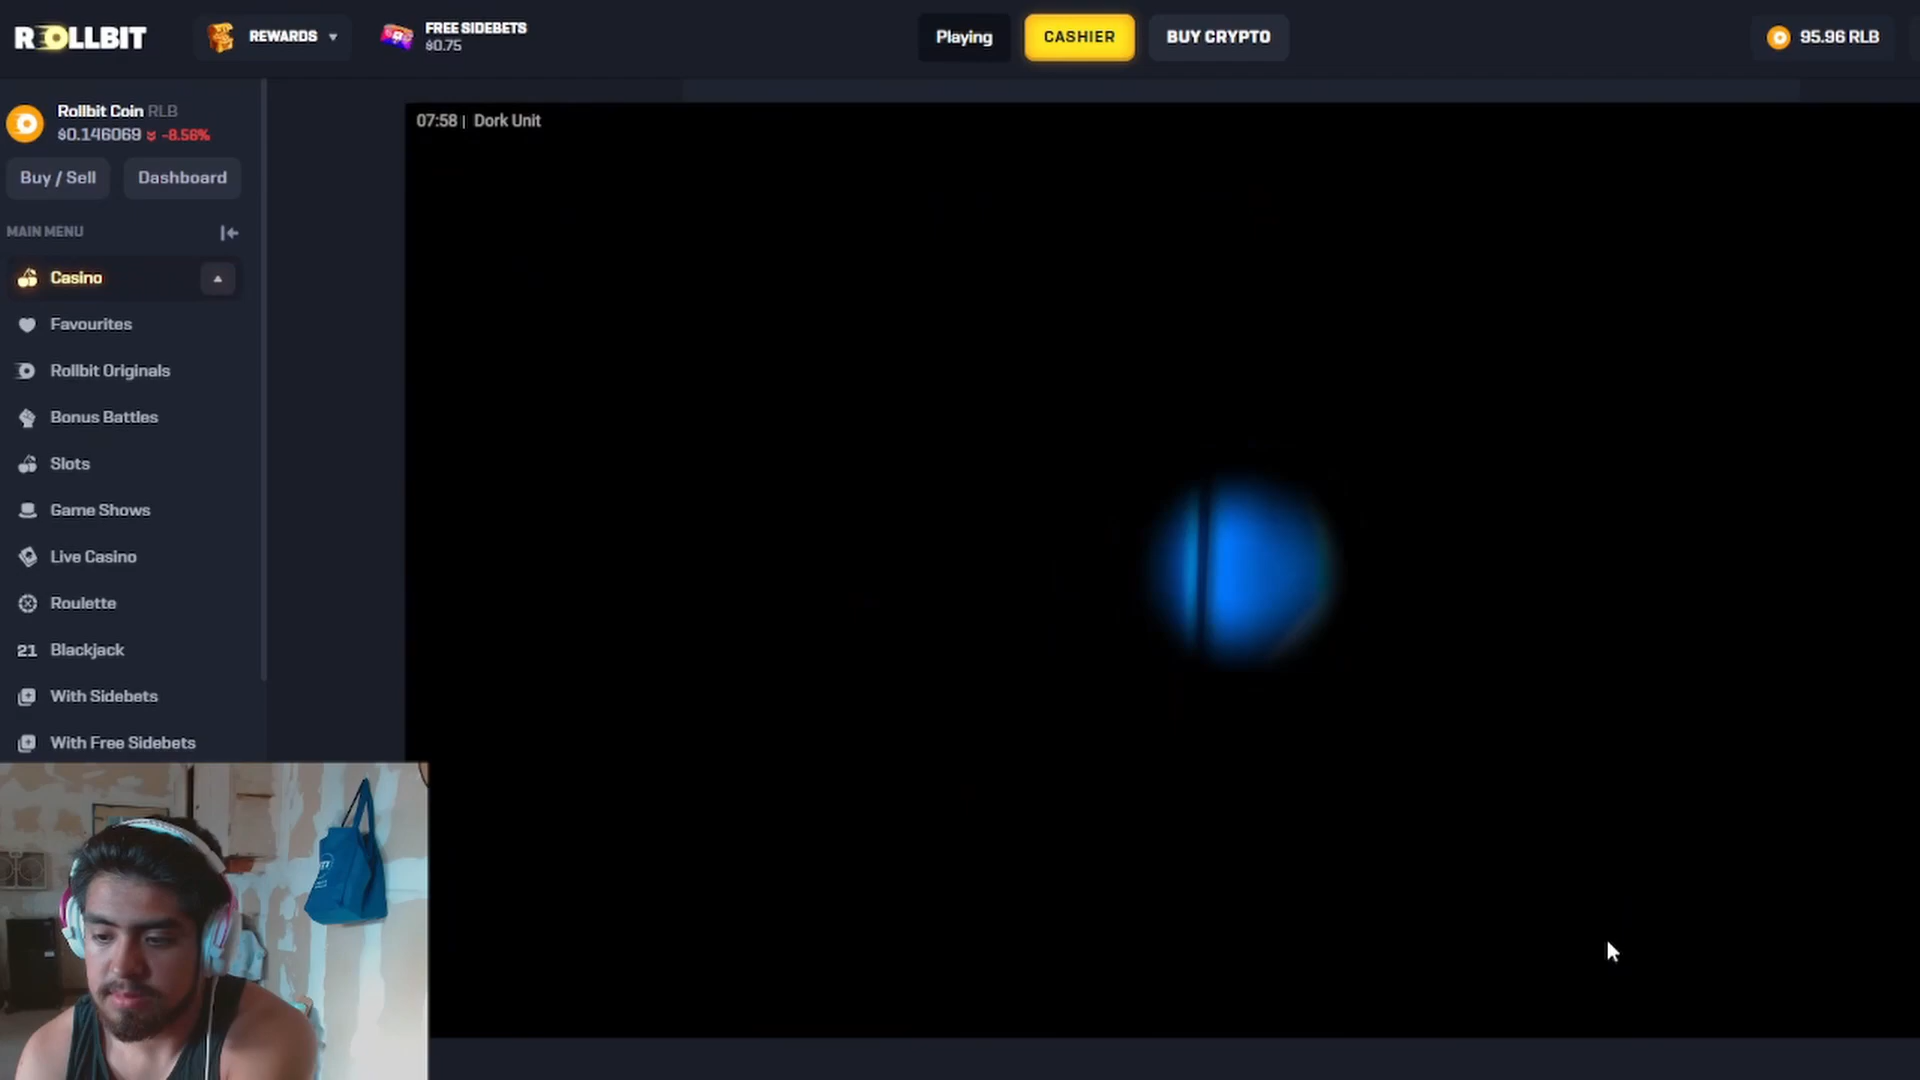 ROLLBIT
REWARDS
FREE SIDEBETS
$0.75
Playing
CASHIER
BUY CRYPTO
95.96 RLB
Rollbit Coin RLB
$0.146069 -8.58%
Buy / Sell
Dashboard
07:58 | Dork Unit
MAIN MENU
Casino
Favourites
Rollbit Originals
Bonus Battles
Slots
Game Shows
Live Casino
Roulette
21 Blackjack
With Sidebets
With Free Sidebets